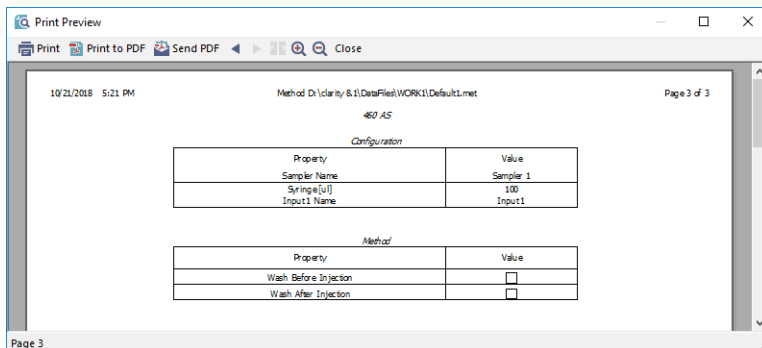 Print Preview
Print Print to PDF Send PDF Close
10/21/2018 5:21 PM Method D:\clarity 8.1\DataFiles\WORK1\Default1.met Page 3 of 3
460 AS
Configuration
Property Value
Sampler Name Sampler 1
Syringe[ul] 100
Input1 Name Input1
Method
Property Value
Wash Before Injection
Wash After Injection
Page 3